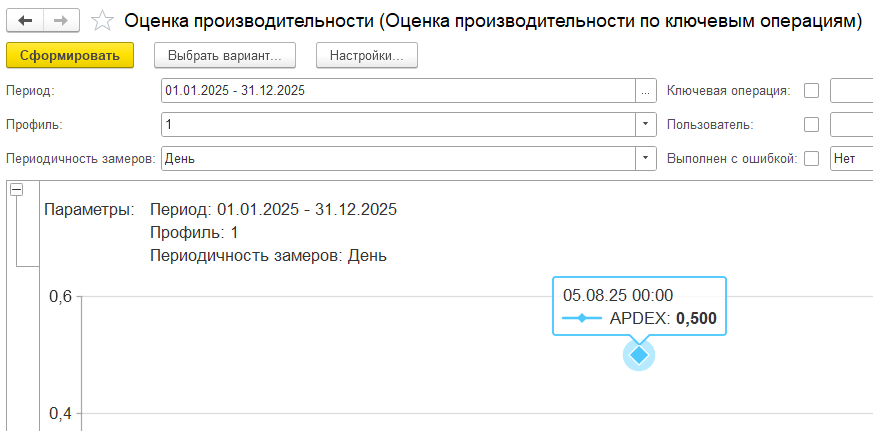 Оценка производительности (Оценка производительности по ключевым операциям)
Сформировать Выбрать вариант... Настройки...
Период: 01.01.2025 - 31.12.2025 ... Ключевая операция:
Профиль: 1 Пользователь:
Периодичность замеров: День Выполнен с ошибкой: Нет
Параметры: Период: 01.01.2025 - 31.12.2025
Профиль: 1
Периодичность замеров: День
0,6
05.08.25 00:00
APDEX: 0,500
0,4